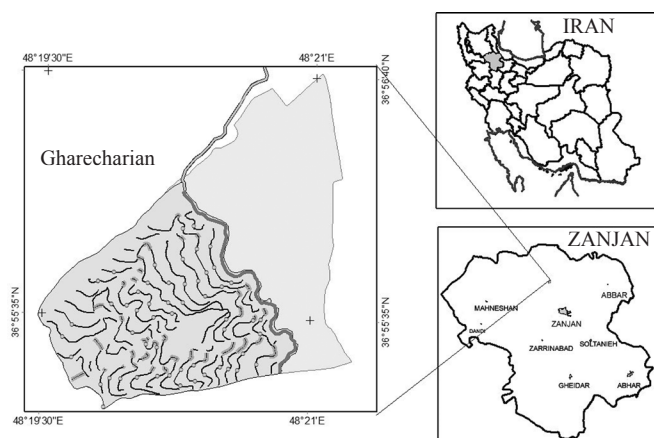 48°19'30"E
48°21'E
36°56'40"N
Gharecharian
36°55'35"N
36°55'35"N
48°19'30"E
48°21'E
IRAN
ZANJAN
ABBAR
MAHNESHAN
ZANJAN
DANDI
ZARRINABAD
SOLTANIEH
GHEIDAR
ABHAR